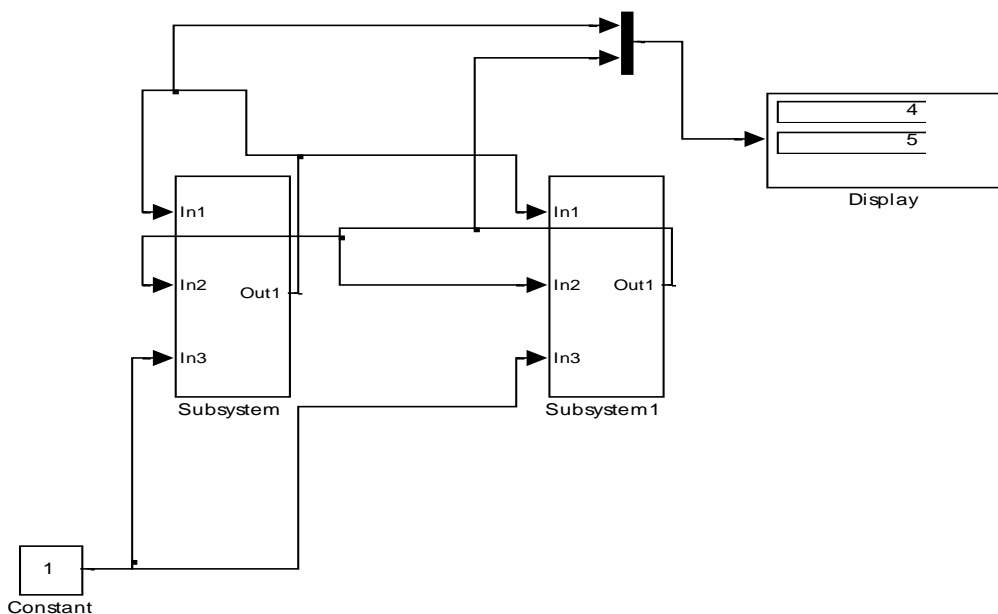 4
5
Display
In1
In1
In2
Out1
In2
Out1
In3
In3
Subsystem
Subsystem1
1
Constant